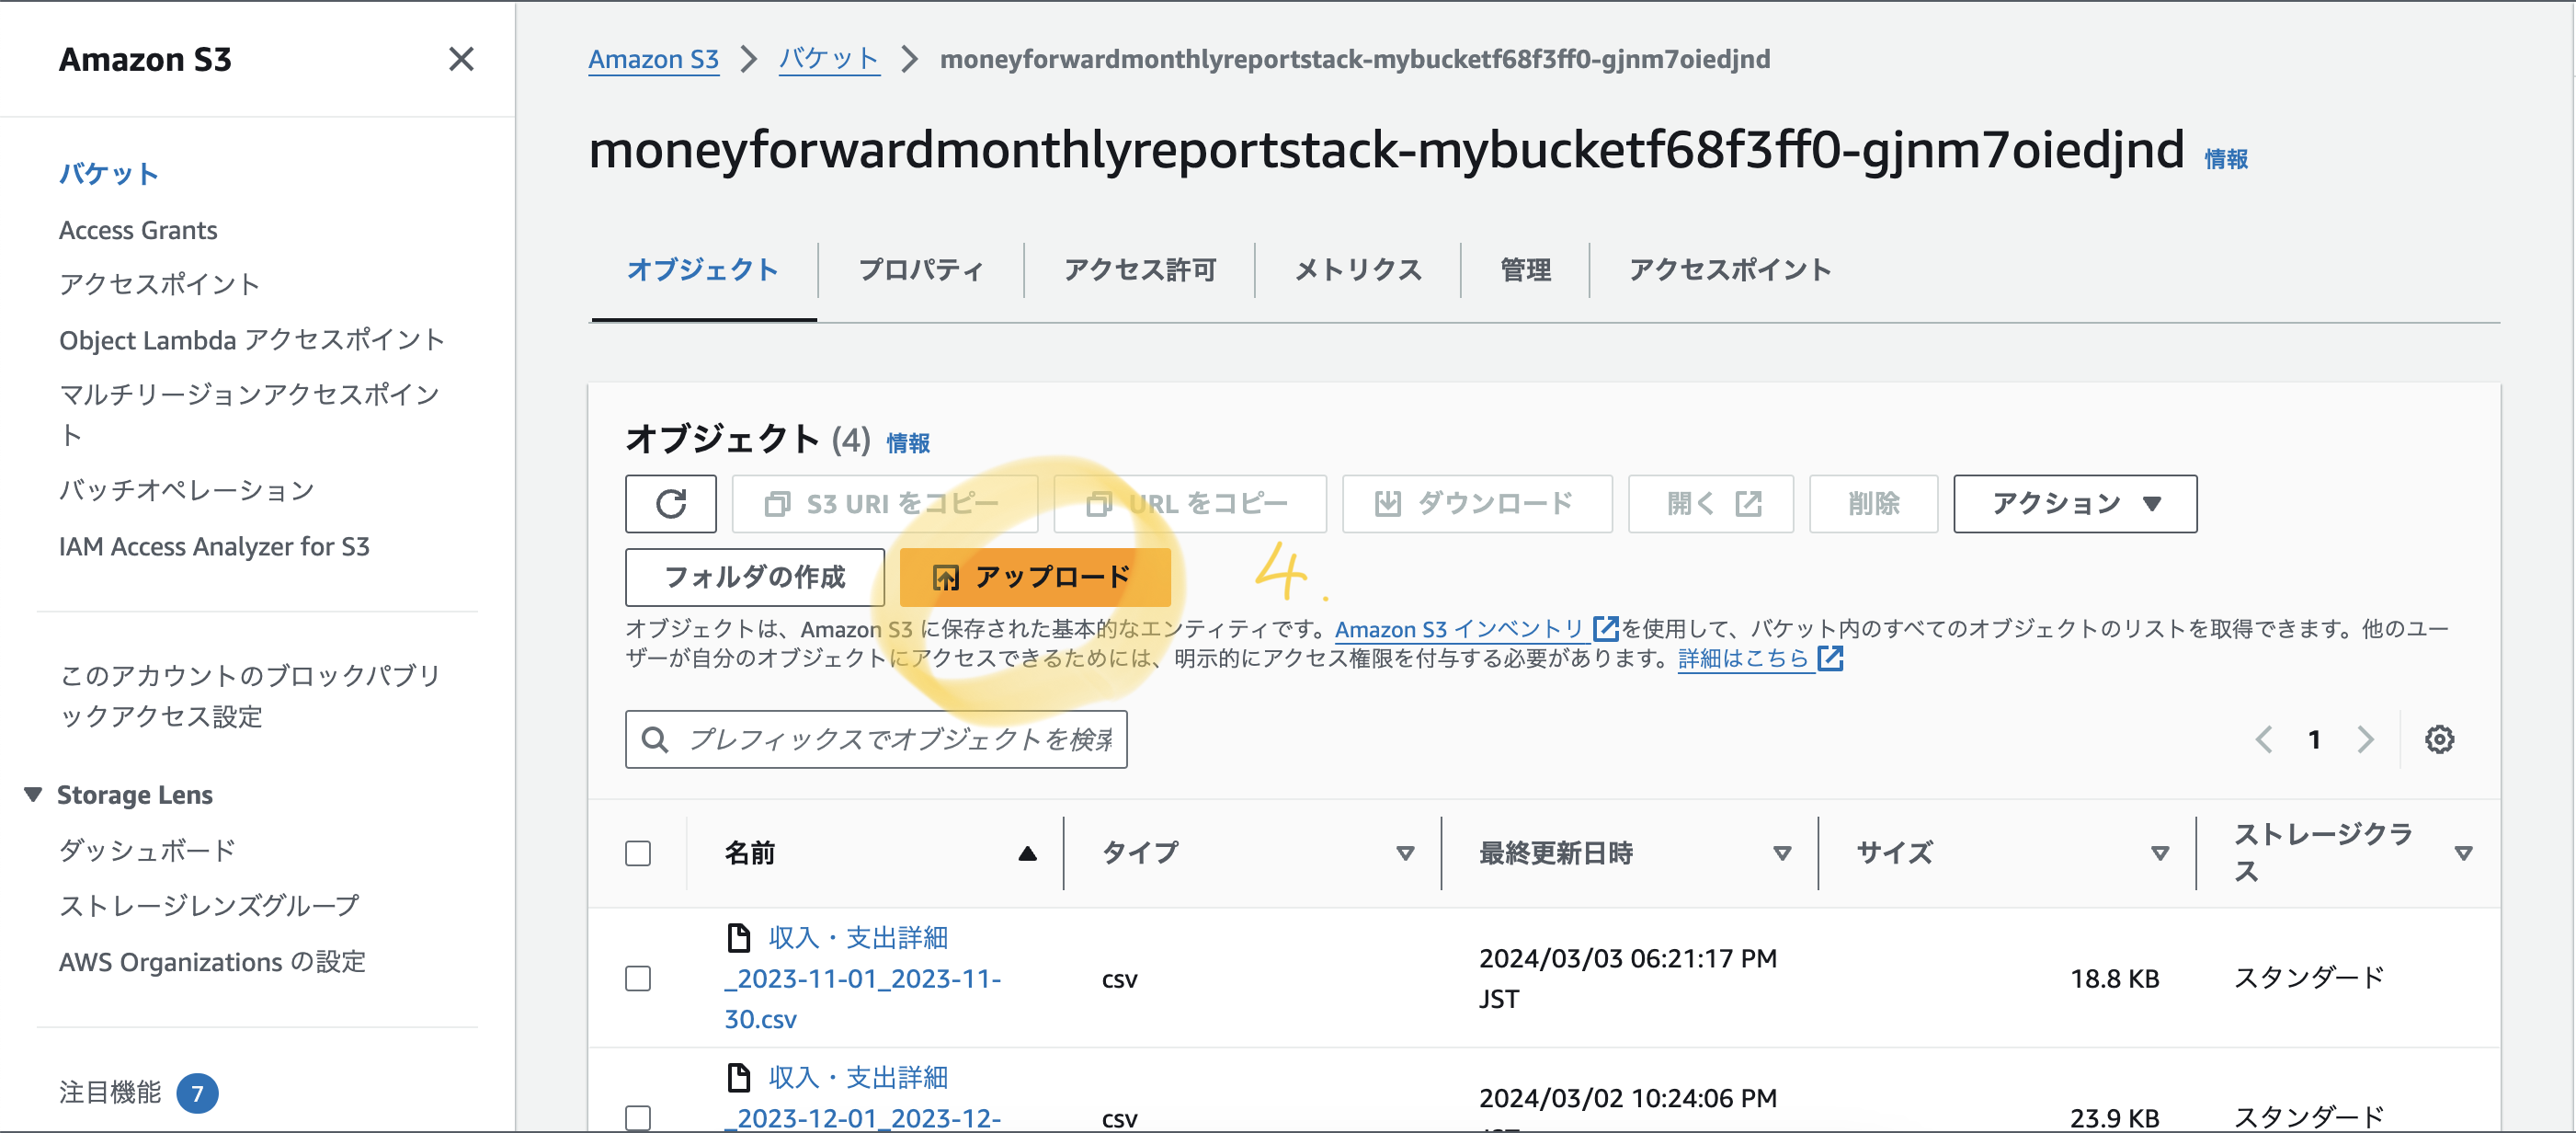 Amazon S3
バケット
Access Grants
アクセスポイント
Object Lambda アクセスポイント
マルチリージョンアクセスポイン
ト
バッチオペレーション
IAM Access Analyzer for S3
このアカウントのブロックパブリ
ックアクセス設定
Storage Lens
ダッシュボード
ストレージレンズグループ
AWS Organizations の設定
注目機能 7
Amazon S3 バケット moneyforwardmonthlyreportstack-mybucketf68f3ff0-gjnm7oiedjnd
moneyforwardmonthlyreportstack-mybucketf68f3ff0-gjnm7oiedjnd 情報
オブジェクト プロパティ アクセス許可 メトリクス 管理 アクセスポイント
オブジェクト (4) 情報
S3 URI をコピー URL をコピー ダウンロード 開く 削除 アクション
フォルダの作成 アップロード 4.
オブジェクトは、Amazon S3 に保存された基本的なエンティティです。Amazon S3 インベントリ を使用して、バケット内のすべてのオブジェクトのリストを取得できます。他のユー
ザーが自分のオブジェクトにアクセスできるためには、明示的にアクセス権限を付与する必要があります。詳細はこちら
プレフィックスでオブジェクトを検索
1
名前 タイプ 最終更新日時 サイズ ストレージクラ
ス
収入・支出詳細
_2023-11-01_2023-11-
30.csv
csv
2024/03/03 06:21:17 PM
JST
18.8 KB
スタンダード
収入・支出詳細
_2023-12-01_2023-12-
csv
2024/03/02 10:24:06 PM
23.9 KB
スタンダード